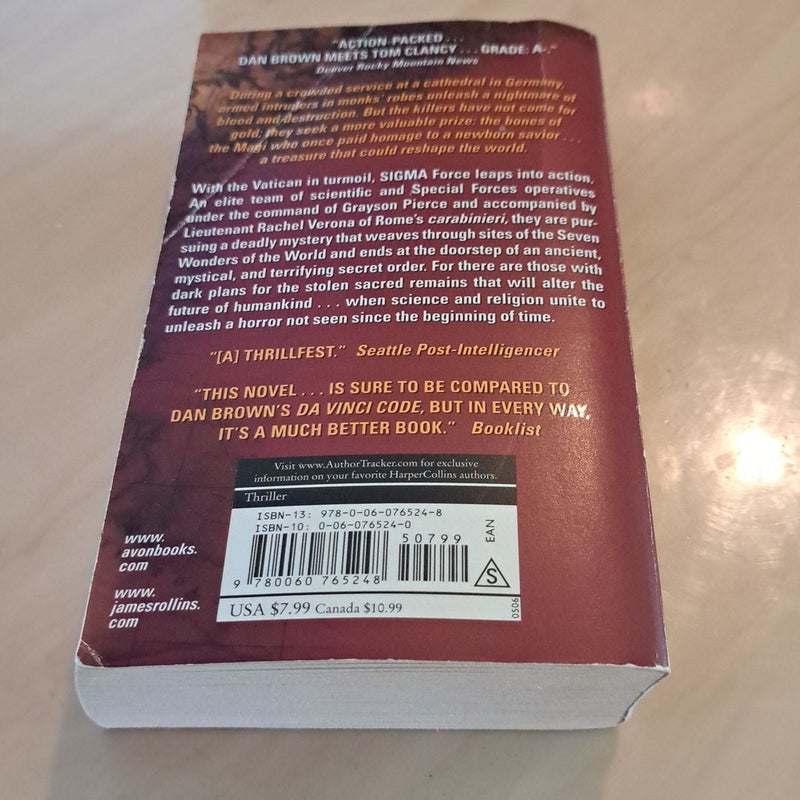 "ACTION-PACKED . . .
DAN BROWN MEETS TOM CLANCY . . . GRADE: A-."
Denver Rocky Mountain News
During a crowded service at a cathedral in Germany,
armed intruders in monks' robes unleash a nightmare of
blood and destruction. But the killers have not come for
gold; they seek a more valuable prize: the bones of
the Magi who once paid homage to a newborn savior . . .
a treasure that could reshape the world.
With the Vatican in turmoil, SIGMA Force leaps into action.
An elite team of scientific and Special Forces operatives
under the command of Grayson Pierce and accompanied by
Lieutenant Rachel Verona of Rome's carabinieri, they are pur-
suing a deadly mystery that weaves through sites of the Seven
Wonders of the World and ends at the doorstep of an ancient,
mystical, and terrifying secret order. For there are those with
dark plans for the stolen sacred remains that will alter the
future of humankind . . . when science and religion unite to
unleash a horror not seen since the beginning of time.
"[A] THRILLFEST." Seattle Post-Intelligencer
"THIS NOVEL . . . IS SURE TO BE COMPARED TO
DAN BROWN'S DA VINCI CODE, BUT IN EVERY WAY,
IT'S A MUCH BETTER BOOK." Booklist
Visit www.AuthorTracker.com for exclusive
information on your favorite HarperCollins authors.
Thriller
ISBN-13: 978-0-06-076524-8
ISBN-10: 0-06-076524-0
50799
EAN
S
9 780060 765248
USA $7.99 Canada $10.99
0506
www.
avonbooks.
com
www.
jamesrollins.
com